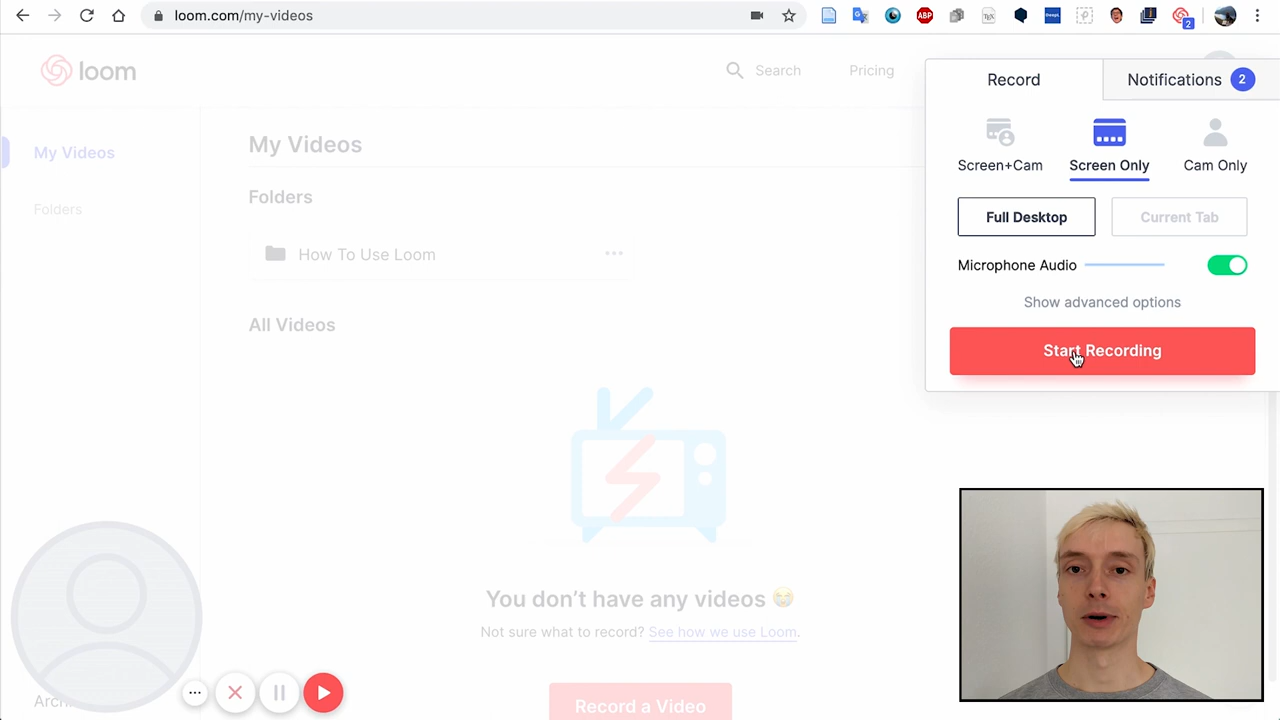 loom.com/my-videos
ABP
2
loom
Search
Pricing
Record
Notifications 2
Screen+Cam
Screen Only
Cam Only
Full Desktop
Current Tab
Microphone Audio
Show advanced options
Start Recording
My Videos
Folders
My Videos
Folders
How To Use Loom
All Videos
You don't have any videos
Not sure what to record? See how we use Loom.
Record a Video